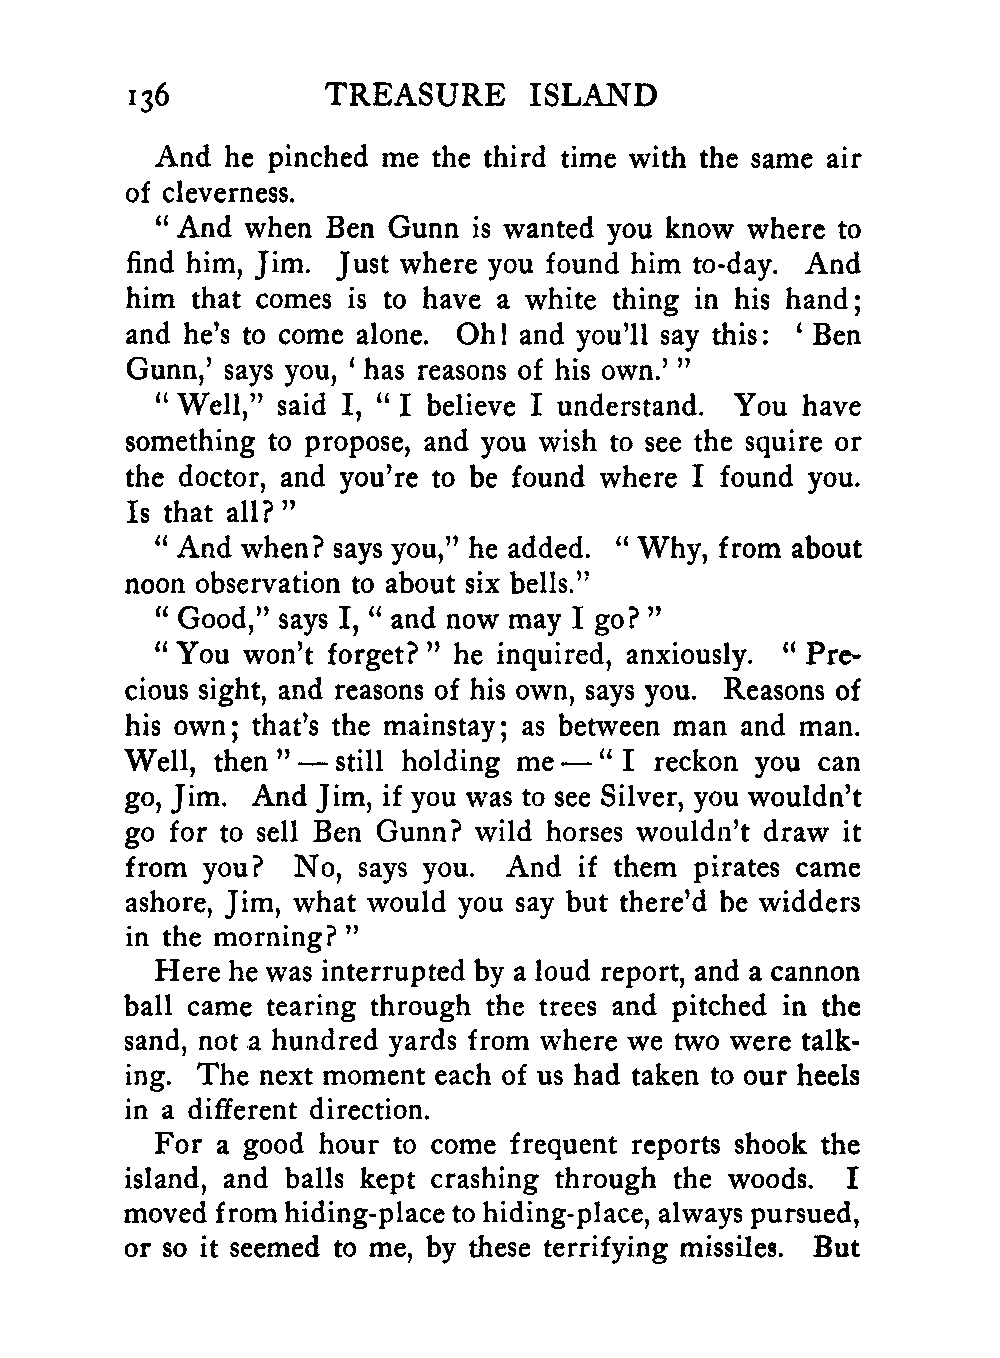 136 TREASURE ISLAND
And he pinched me the third time with the same air
of cleverness.
“ And when Ben Gunn is wanted you know where to
find him, Jim. Just where you found him to-day. And
him that comes is to have a white thing in his hand;
and he’s to come alone. Oh! and you’ll say this: ‘ Ben
Gunn,’ says you, ‘ has reasons of his own.’ ”
“ Well,” said I, “ I believe I understand. You have
something to propose, and you wish to see the squire or
the doctor, and you’re to be found where I found you.
Is that all? ”
“ And when? says you,” he added. “ Why, from about
noon observation to about six bells.”
“ Good,” says I, “ and now may I go? ”
“ You won’t forget? ” he inquired, anxiously. “ Pre-
cious sight, and reasons of his own, says you. Reasons of
his own; that’s the mainstay; as between man and man.
Well, then ” — still holding me — “ I reckon you can
go, Jim. And Jim, if you was to see Silver, you wouldn’t
go for to sell Ben Gunn? wild horses wouldn’t draw it
from you? No, says you. And if them pirates came
ashore, Jim, what would you say but there’d be widders
in the morning? ”
Here he was interrupted by a loud report, and a cannon
ball came tearing through the trees and pitched in the
sand, not a hundred yards from where we two were talk-
ing. The next moment each of us had taken to our heels
in a different direction.
For a good hour to come frequent reports shook the
island, and balls kept crashing through the woods. I
moved from hiding-place to hiding-place, always pursued,
or so it seemed to me, by these terrifying missiles. But